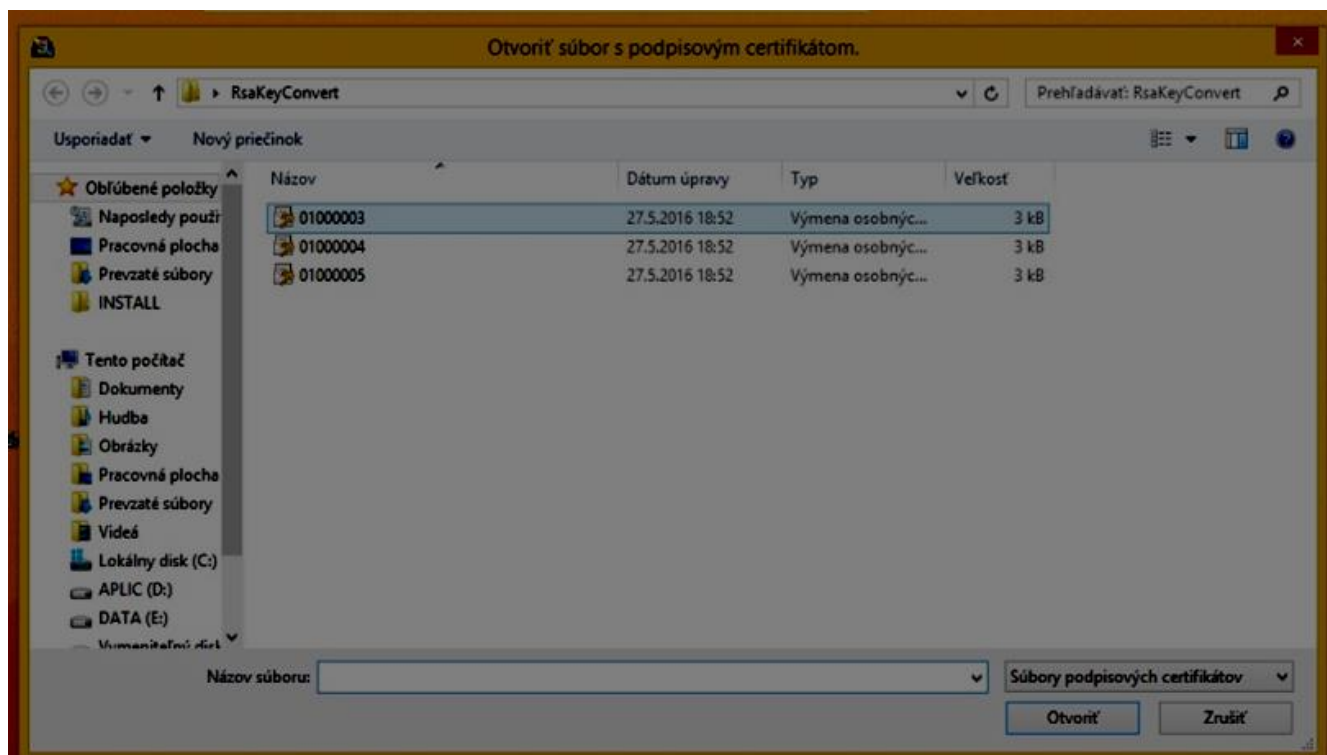 Otvoriť súbor s podpisovým certifikátom.
RsaKeyConvert
Prehľadávať: RsaKeyConvert
Usporiadať
Nový priečinok
Názov
Dátum úpravy
Typ
Veľkosť
01000003 27.5.2016 18:52 Výmena osobnýc... 3 kB
01000004 27.5.2016 18:52 Výmena osobnýc... 3 kB
01000005 27.5.2016 18:52 Výmena osobnýc... 3 kB
Obľúbené položky
Naposledy použi
Pracovná plocha
Prevzaté súbory
INSTALL
Tento počítač
Dokumenty
Hudba
Obrázky
Pracovná plocha
Prevzaté súbory
Videá
Lokálny disk (C:)
APLIC (D:)
DATA (E:)
Názov súboru:
Súbory podpisových certifikátov
Otvoriť
Zrušiť